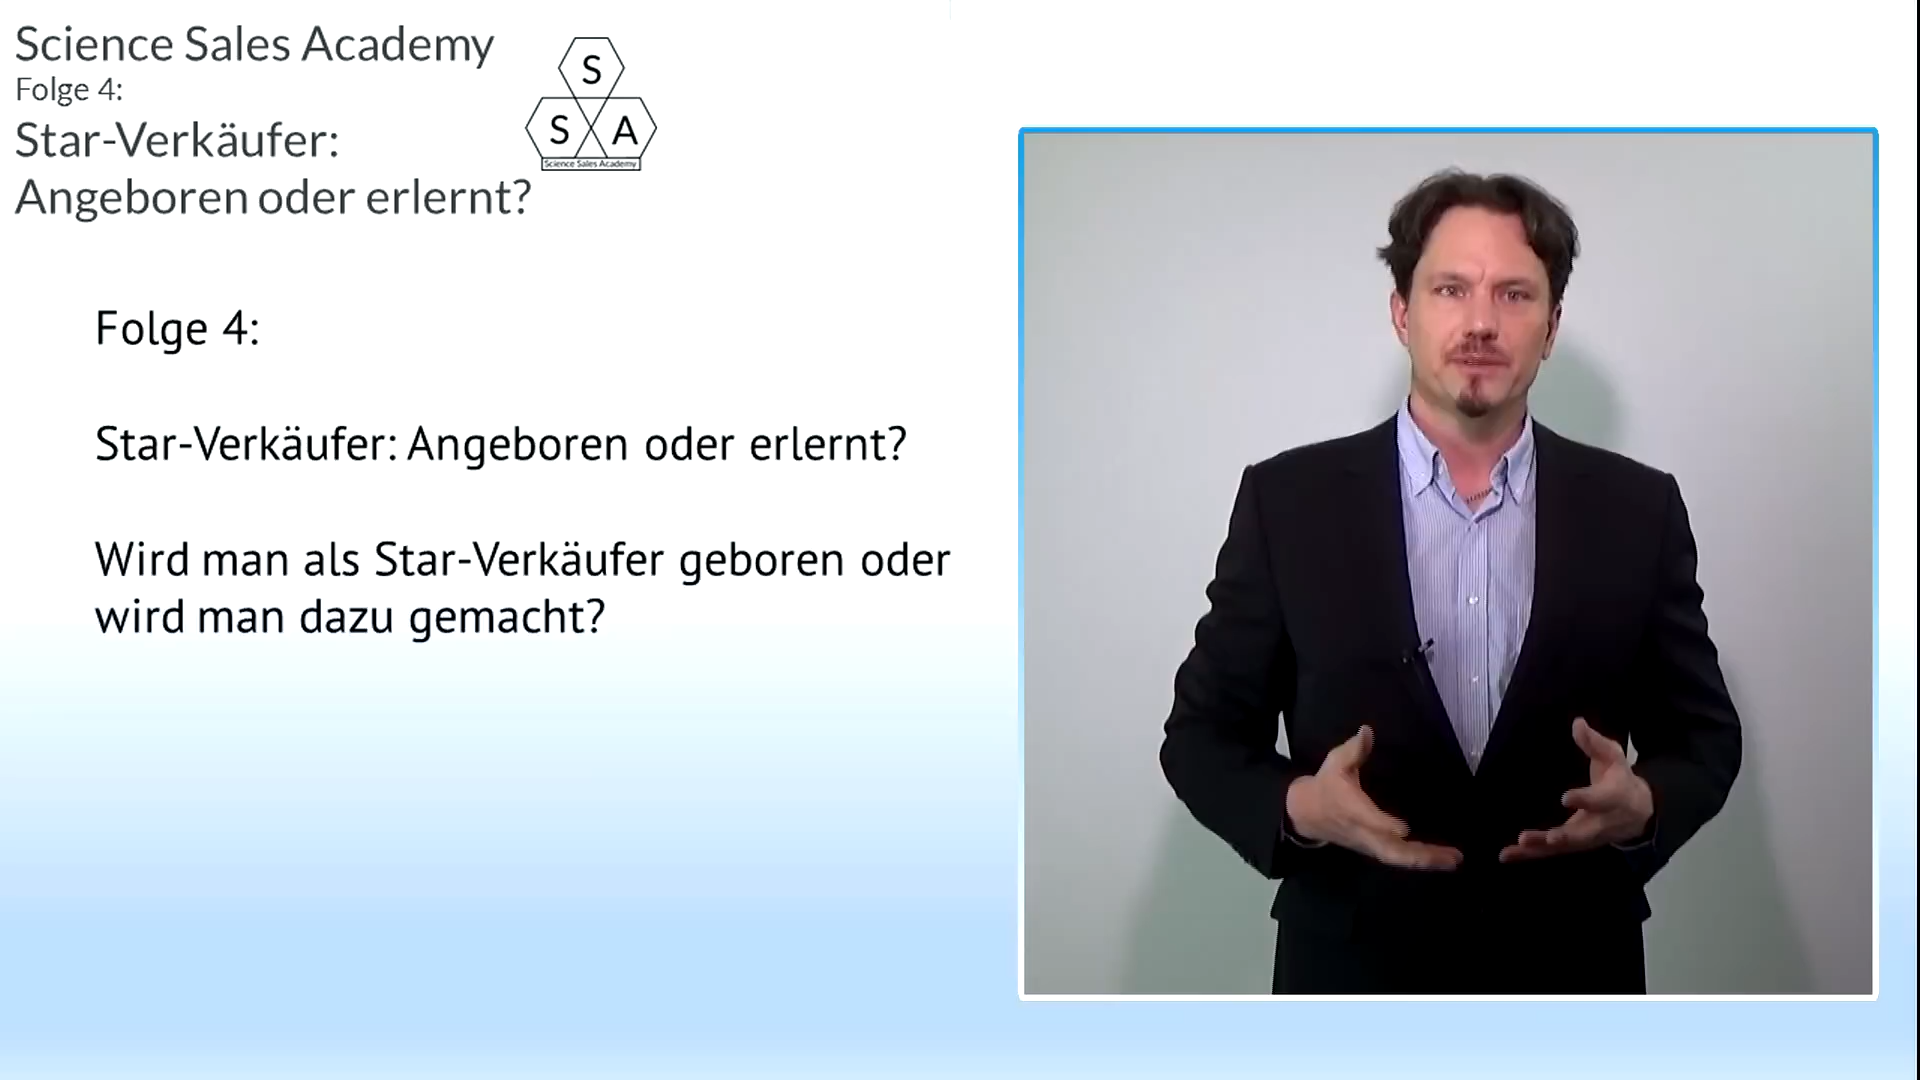 Science Sales Academy
Folge 4:
Star-Verkäufer:
Angeboren oder erlernt?
S
S A
Science Sales Academy
Folge 4:
Star-Verkäufer: Angeboren oder erlernt?
Wird man als Star-Verkäufer geboren oder
wird man dazu gemacht?